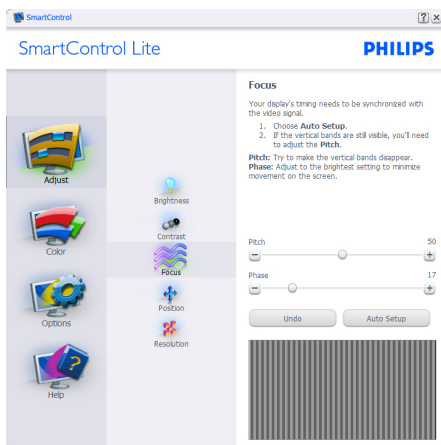 SmartControl
SmartControl Lite
PHILIPS
Adjust
Color
Options
Help
Brightness
Contrast
Focus
Position
Resolution
Focus
Your display's timing needs to be synchronized with
the video signal.
1. Choose Auto Setup.
2. If the vertical bands are still visible, you'll need
to adjust the Pitch.
Pitch: Try to make the vertical bands disappear.
Phase: Adjust to the brightest setting to minimize
movement on the screen.
Pitch 50
Phase 17
Undo Auto Setup